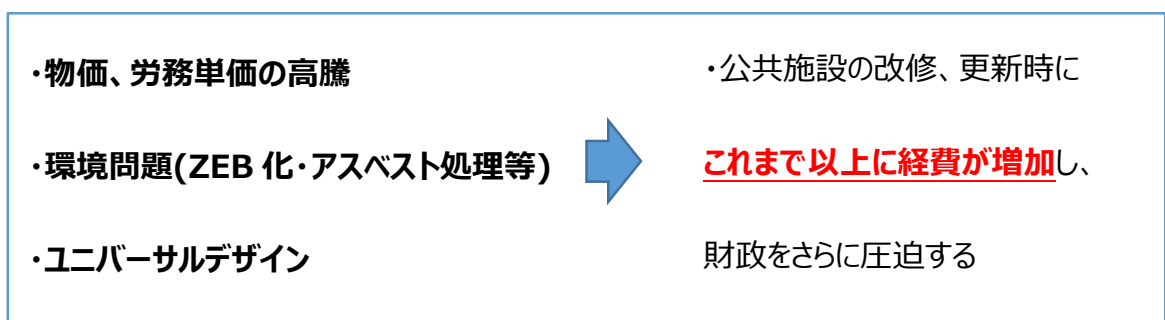 ・物価、労務単価の高騰
・環境問題(ZEB 化・アスベスト処理等)
・ユニバーサルデザイン
・公共施設の改修、更新時に
これまで以上に経費が増加し、
財政をさらに圧迫する